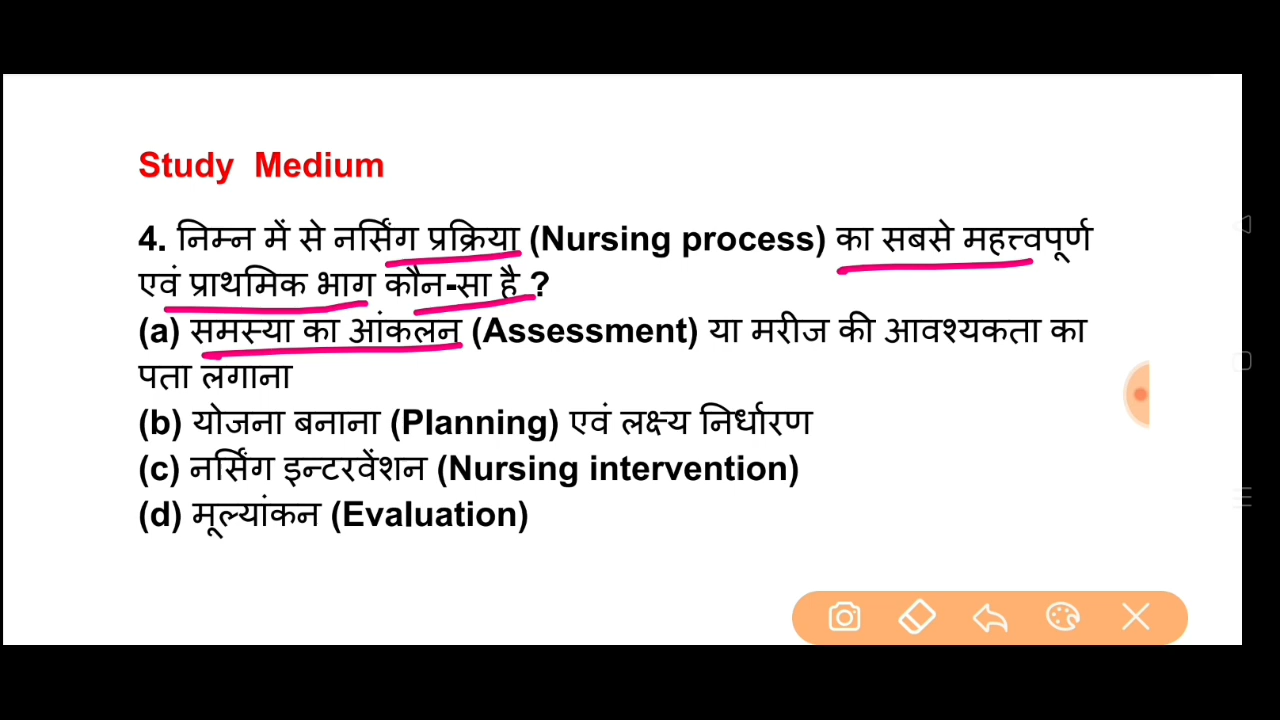 Study Medium
4. निम्न में से नर्सिंग प्रक्रिया (Nursing process) का सबसे महत्त्वपूर्ण
एवं प्राथमिक भाग कौन-सा है ?
(a) समस्या का आंकलन (Assessment) या मरीज की आवश्यकता का
पता लगाना
(b) योजना बनाना (Planning) एवं लक्ष्य निर्धारण
(c) नर्सिंग इन्टरवेंशन (Nursing intervention)
(d) मूल्यांकन (Evaluation)